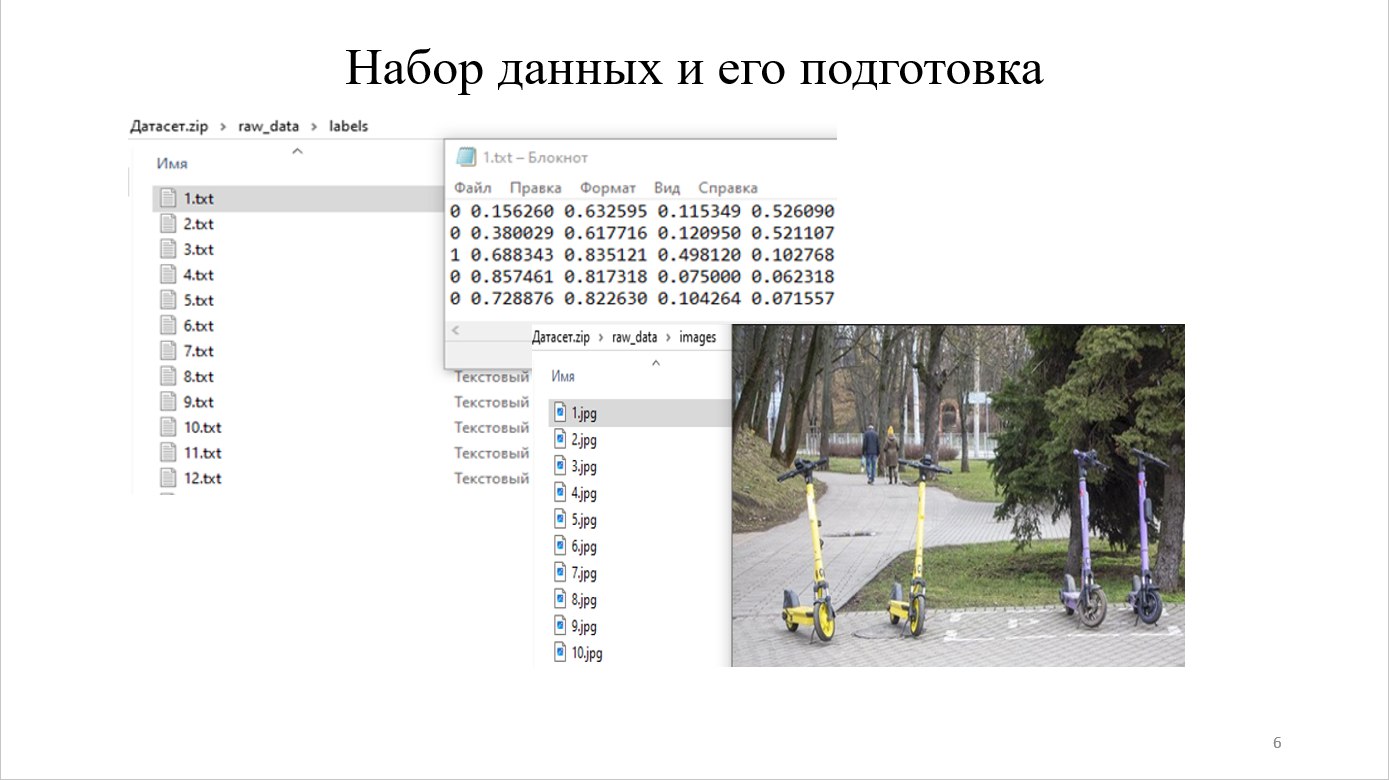 Набор данных и его подготовка
Датасет.zip > raw_data > labels
Имя
1.txt
2.txt
3.txt
4.txt
5.txt
6.txt
7.txt
8.txt
9.txt
10.txt
11.txt
12.txt
1.txt – Блокнот
Файл Правка Формат Вид Справка
0 0.156260 0.632595 0.115349 0.526090
0 0.380029 0.617716 0.120950 0.521107
1 0.688343 0.835121 0.498120 0.102768
0 0.857461 0.817318 0.075000 0.062318
0 0.728876 0.822630 0.104264 0.071557
Текстовый
Текстовый
Текстовый
Текстовый
Текстовый
Датасет.zip > raw_data > images
Имя
1.jpg
2.jpg
3.jpg
4.jpg
5.jpg
6.jpg
7.jpg
8.jpg
9.jpg
10.jpg
6